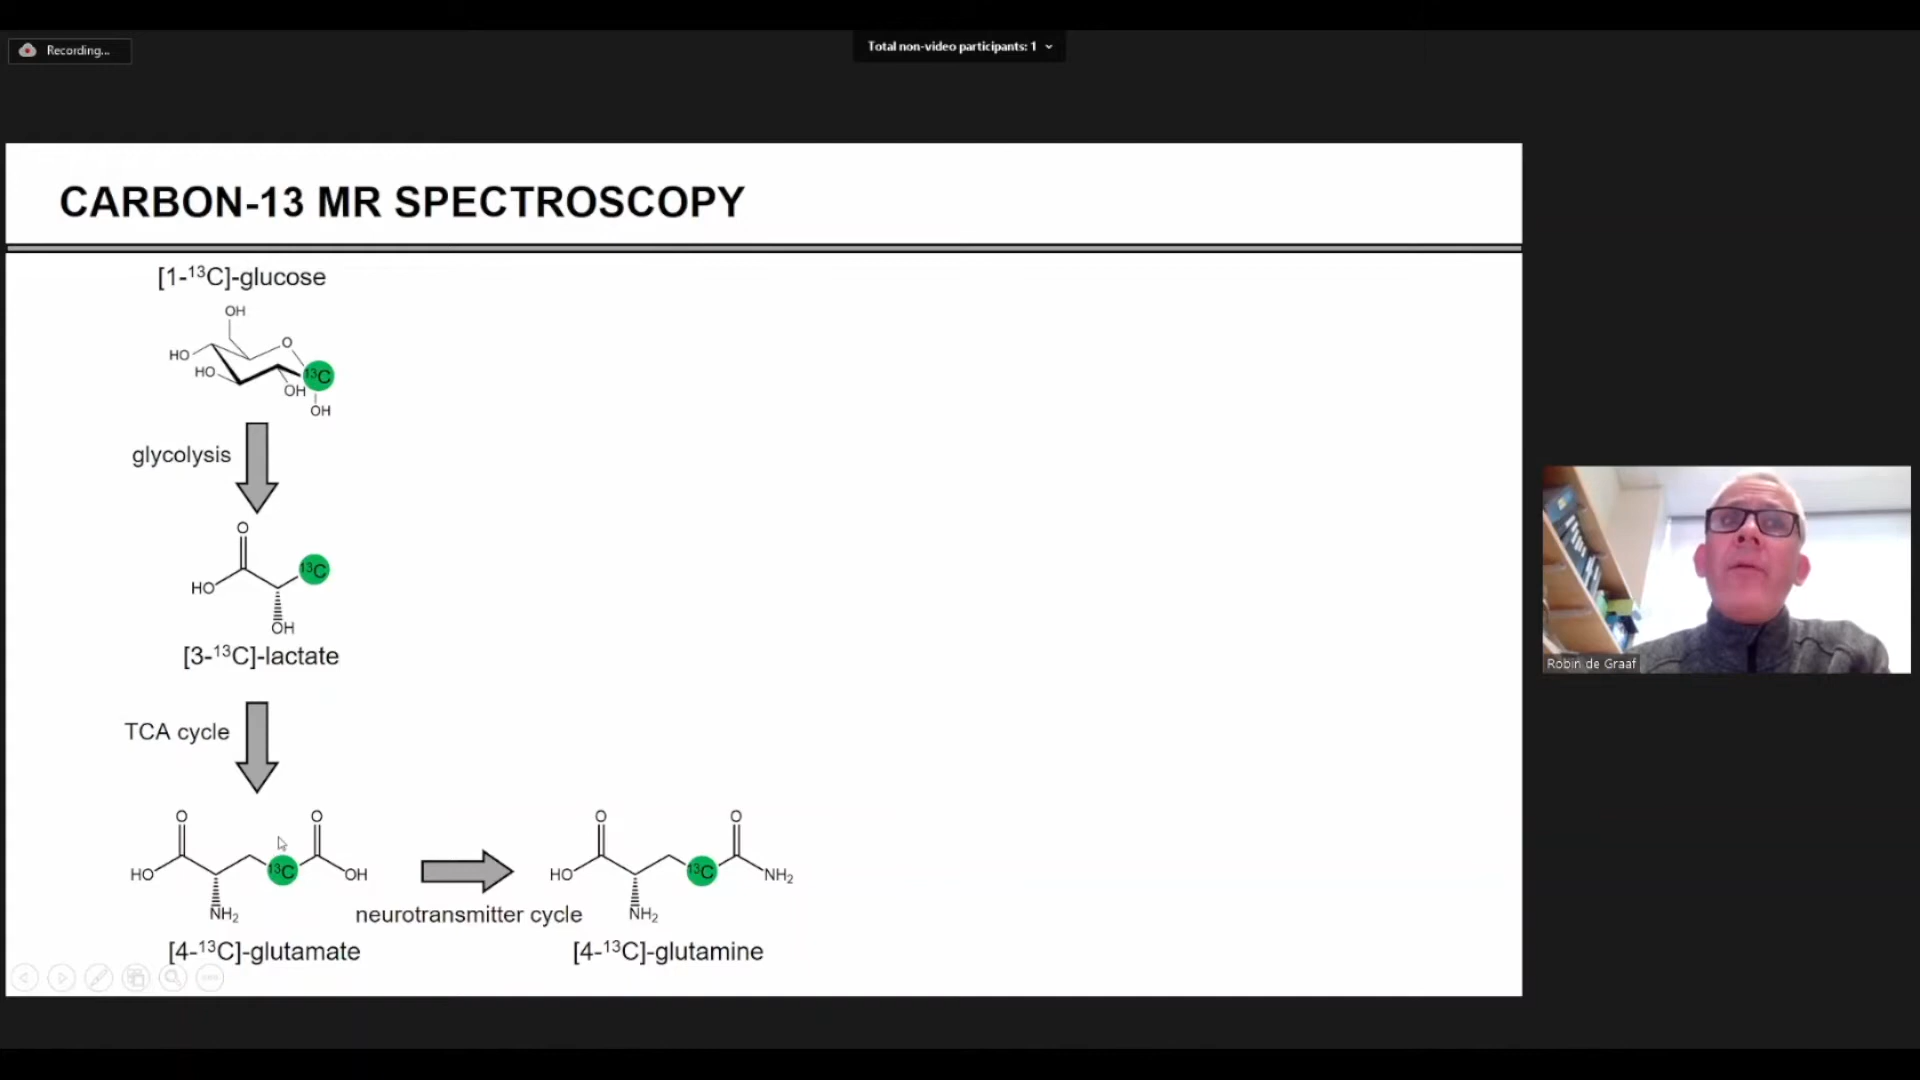 Recording...
Total non-video participants: 1
CARBON-13 MR SPECTROSCOPY
[1-¹³C]-glucose
OH
HO
O
HO
¹³C
OH
OH
glycolysis
O
¹³C
HO
OH
[3-¹³C]-lactate
TCA cycle
O
O
HO
¹³C
OH
NH₂
[4-¹³C]-glutamate
neurotransmitter cycle
O
O
HO
¹³C
NH₂
NH₂
[4-¹³C]-glutamine
Robin de Graaf